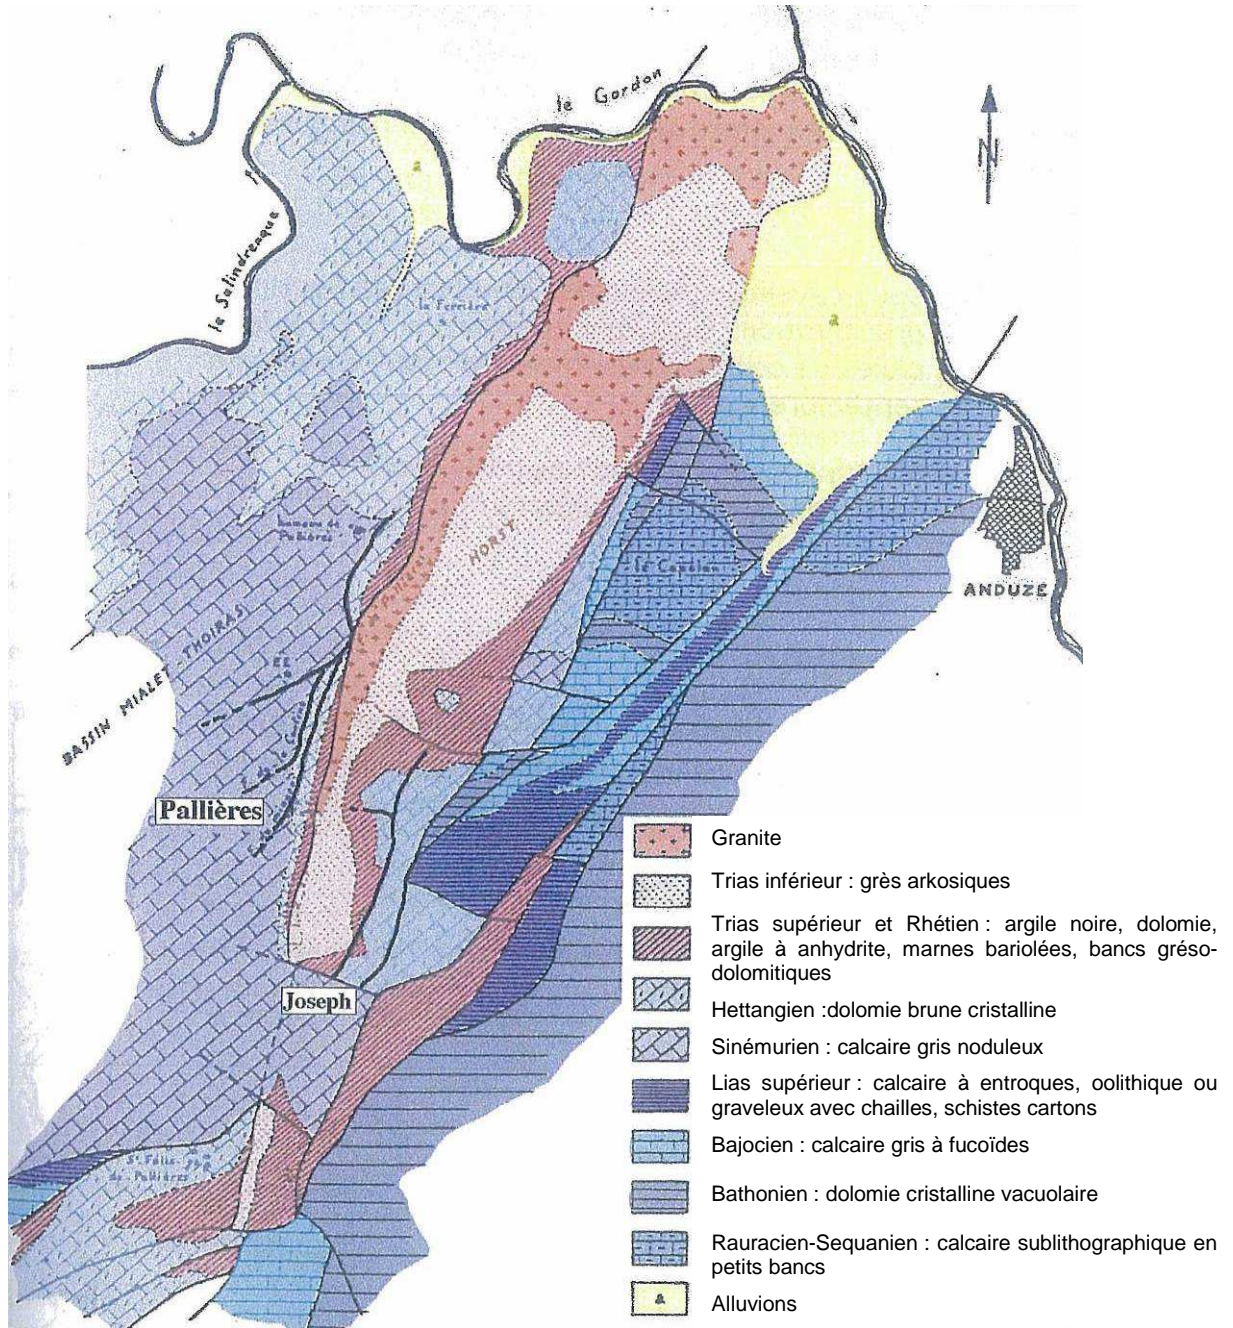 le Gardon
N
a
la Salindrenque
la Ferrière
a
hameau de
Pallières
HORST
le Capélan
ANDUZE
BASSIN MIALET-THOIRAS
Pallières
Joseph
St Félix
de Pallières
Granite
Trias inférieur : grès arkosiques
Trias supérieur et Rhétien : argile noire, dolomie,
argile à anhydrite, marnes bariolées, bancs gréso-
dolomitiques
Hettangien :dolomie brune cristalline
Sinémurien : calcaire gris noduleux
Lias supérieur : calcaire à entroques, oolithique ou
graveleux avec chailles, schistes cartons
Bajocien : calcaire gris à fucoïdes
Bathonien : dolomie cristalline vacuolaire
Rauracien-Sequanien : calcaire sublithographique en
petits bancs
a
Alluvions